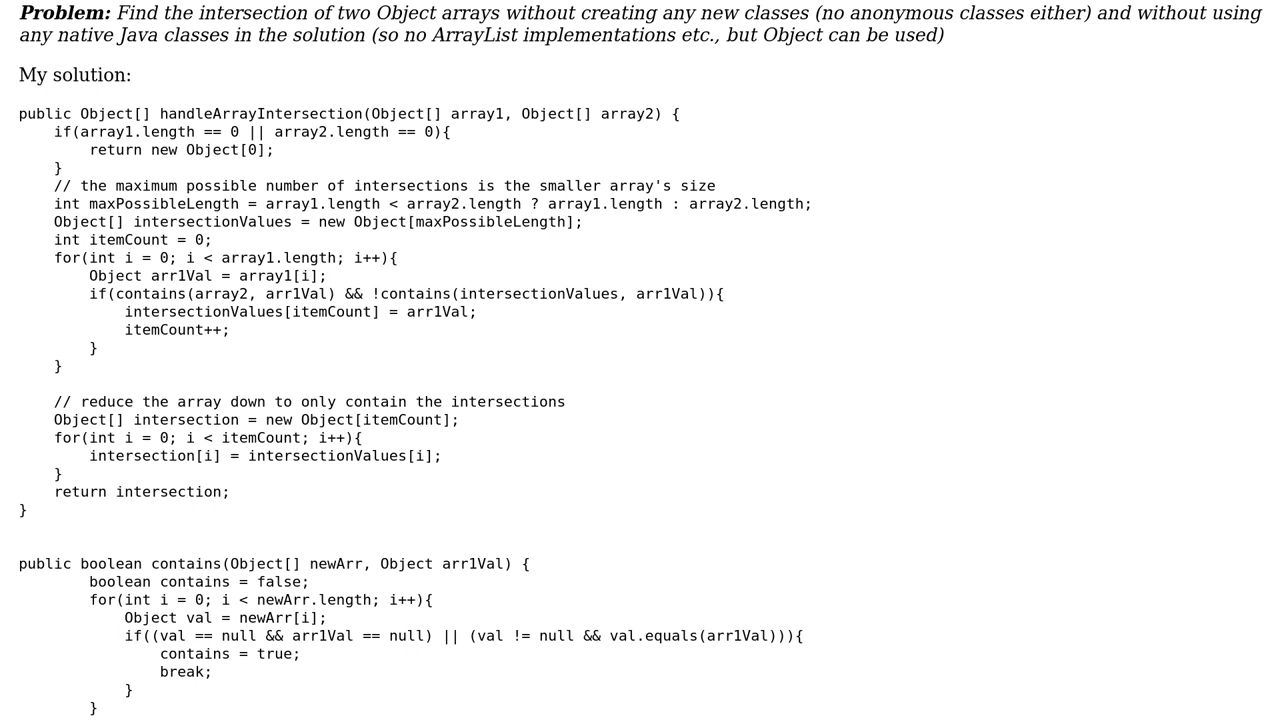 Problem: Find the intersection of two Object arrays without creating any new classes (no anonymous classes either) and without using
any native Java classes in the solution (so no ArrayList implementations etc., but Object can be used)
My solution:
public Object[] handleArrayIntersection(Object[] array1, Object[] array2) {
    if(array1.length == 0 || array2.length == 0){
        return new Object[0];
    }
    // the maximum possible number of intersections is the smaller array's size
    int maxPossibleLength = array1.length < array2.length ? array1.length : array2.length;
    Object[] intersectionValues = new Object[maxPossibleLength];
    int itemCount = 0;
    for(int i = 0; i < array1.length; i++){
        Object arr1Val = array1[i];
        if(contains(array2, arr1Val) && !contains(intersectionValues, arr1Val)){
            intersectionValues[itemCount] = arr1Val;
            itemCount++;
        }
    }
    // reduce the array down to only contain the intersections
    Object[] intersection = new Object[itemCount];
    for(int i = 0; i < itemCount; i++){
        intersection[i] = intersectionValues[i];
    }
    return intersection;
}
public boolean contains(Object[] newArr, Object arr1Val) {
        boolean contains = false;
        for(int i = 0; i < newArr.length; i++){
            Object val = newArr[i];
            if((val == null && arr1Val == null) || (val != null && val.equals(arr1Val))){
                contains = true;
                break;
            }
        }